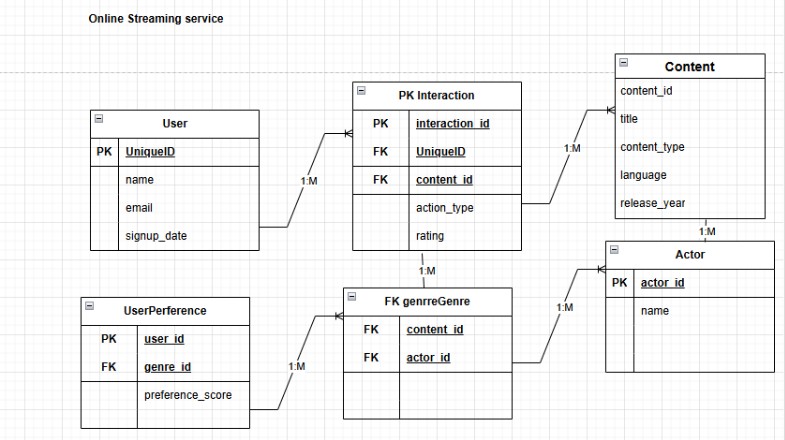 Online Streaming service
User
PK UniqueID
name
email
signup_date
1:M
PK Interaction
PK interaction_id
FK UniqueID
FK content_id
action_type
rating
1:M
Content
content_id
title
content_type
language
release_year
1:M
1:M
UserPerference
PK user_id
FK genre_id
preference_score
1:M
FK genrreGenre
FK content_id
FK actor_id
1:M
Actor
PK actor_id
name